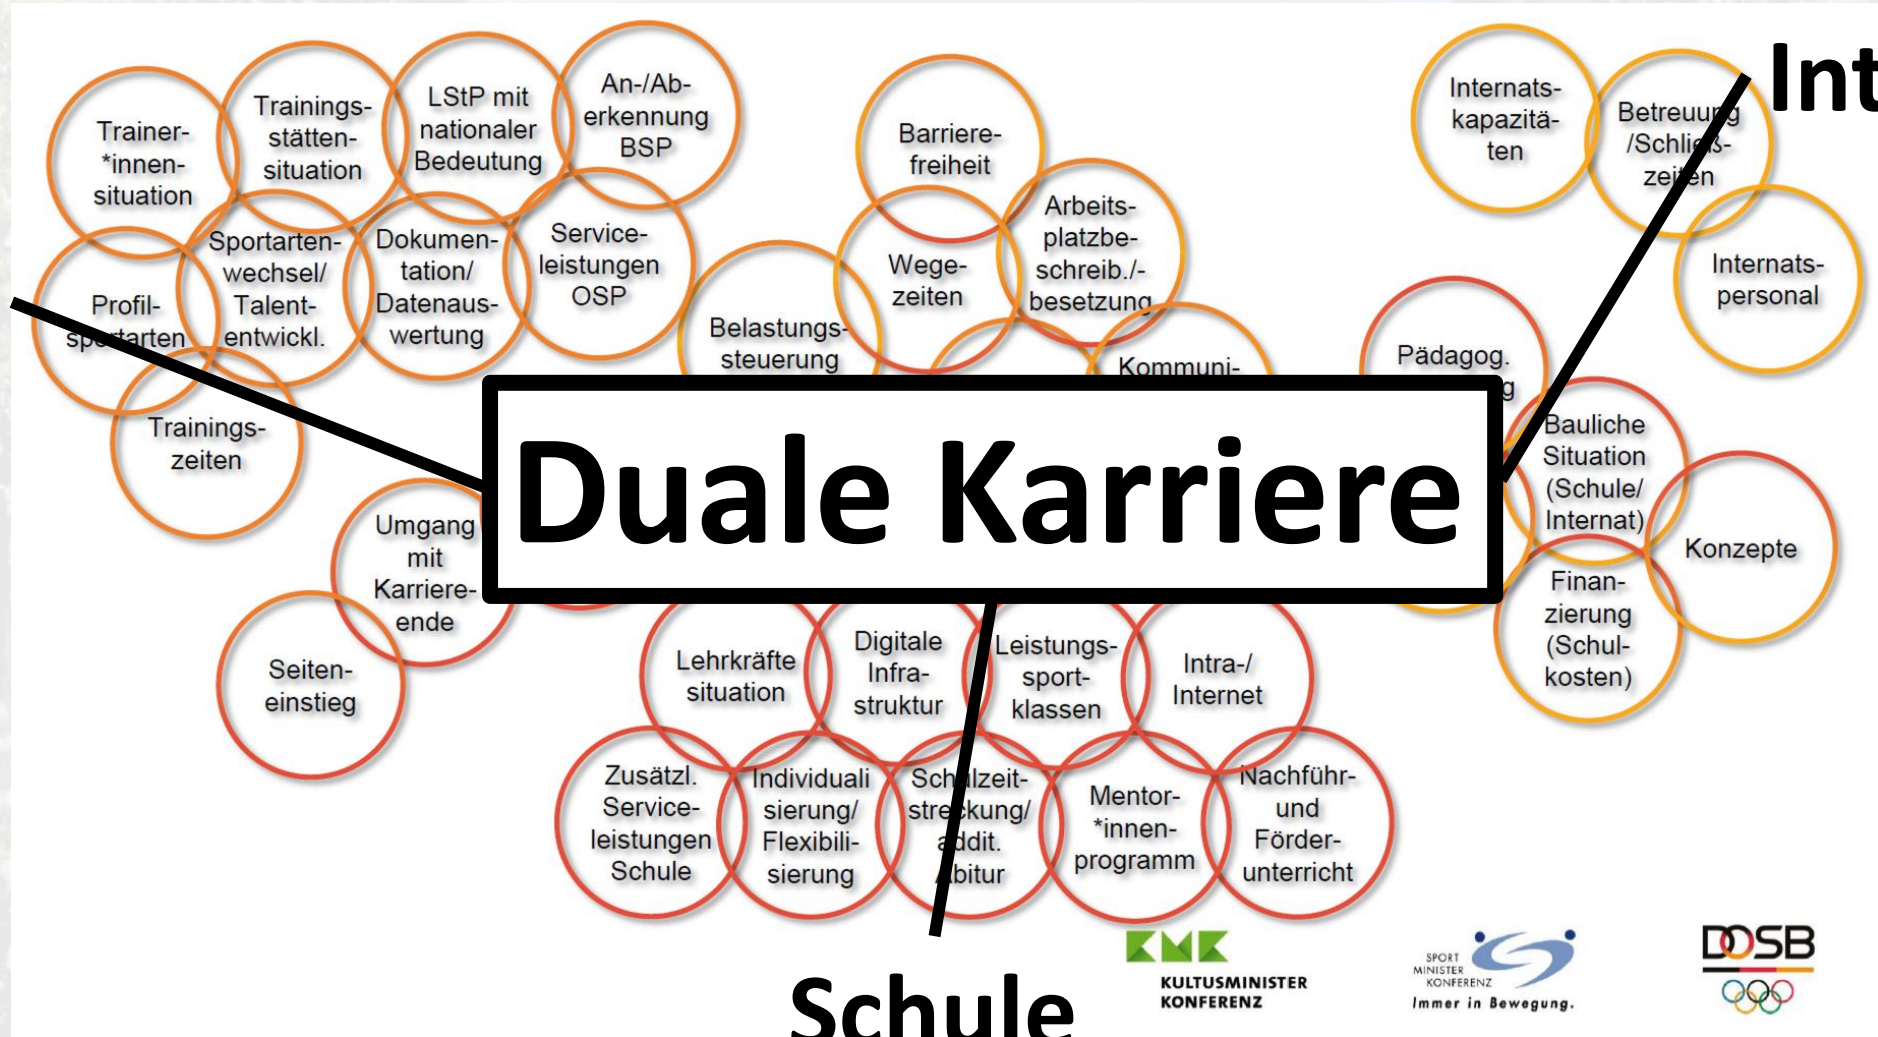 Trainer-
*innen-
situation
Trainings-
stätten-
situation
LStP mit
nationaler
Bedeutung
An-/Ab-
erkennung
BSP
Profil-
sportarten
Sportarten-
wechsel/
Talent-
entwickl.
Dokumen-
tation/
Datenaus-
wertung
Service-
leistungen
OSP
Trainings-
zeiten
Barriere-
freiheit
Wege-
zeiten
Arbeits-
platzbe-
schreib./-
besetzung
Belastungs-
steuerung
Kommuni-
Internats-
kapazitä-
ten
Betreuung
/Schließ-
zeiten
Internats-
personal
Int
Pädagog.
g
Bauliche
Situation
(Schule/
Internat)
Konzepte
Finan-
zierung
(Schul-
kosten)
Duale Karriere
Umgang
mit
Karriere-
ende
Seiten-
einstieg
Lehrkräfte
situation
Digitale
Infra-
struktur
Leistungs-
sport-
klassen
Intra-/
Internet
Zusätzl.
Service-
leistungen
Schule
Individuali
sierung/
Flexibili-
sierung
Schulzeit-
streckung/
addit.
Abitur
Mentor-
*innen-
programm
Nachführ-
und
Förder-
unterricht
Schule
KMK
KULTUSMINISTER
KONFERENZ
SPORT
MINISTER
KONFERENZ
Immer in Bewegung.
DOSB